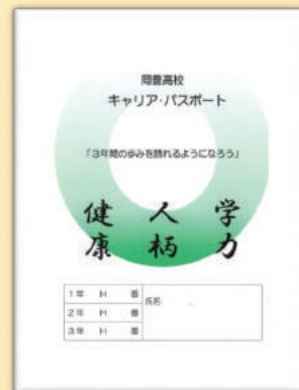 岡豊高校
キャリア・パスポート
「3年間の歩みを誇れるようになろう」
学力
人柄
健康
1年 H 番
氏名
2年 H 番
3年 H 番